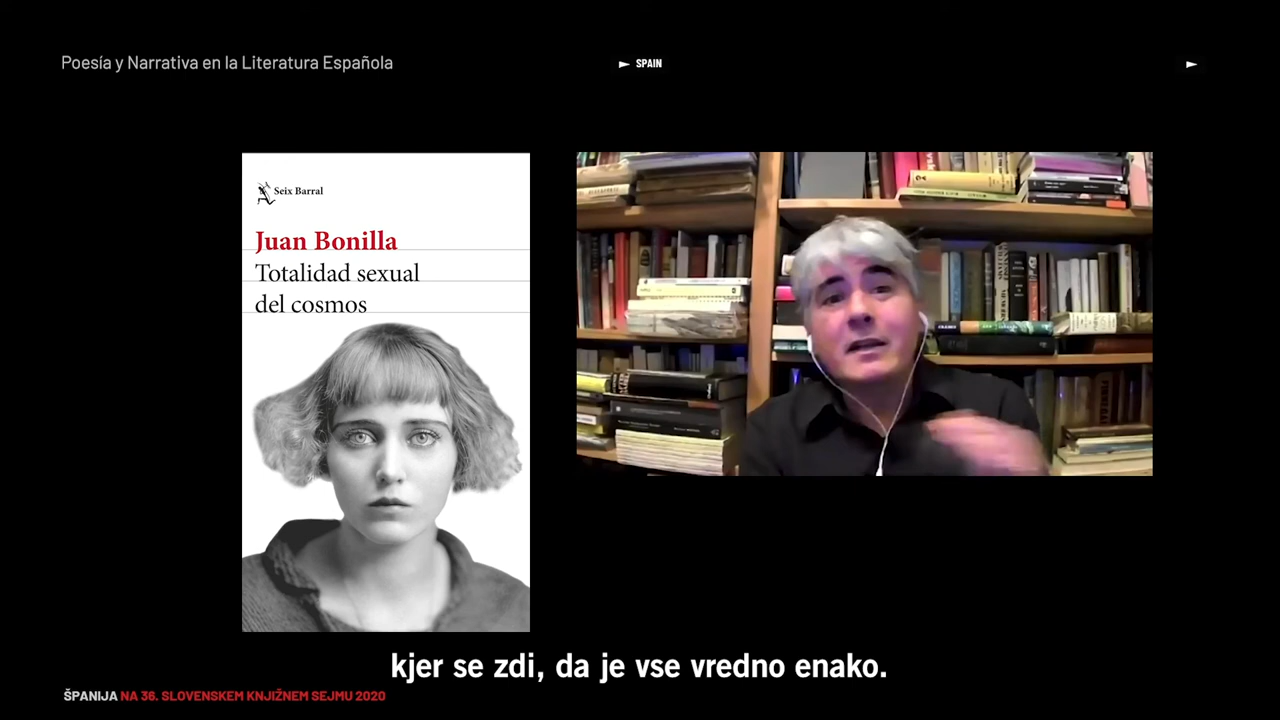 Poesía y Narrativa en la Literatura Española
► SPAIN
►
Seix Barral
Juan Bonilla
Totalidad sexual
del cosmos
kjer se zdi, da je vse vredno enako.
ŠPANIJA NA 36. SLOVENSKEM KNJIŽNEM SEJMU 2020